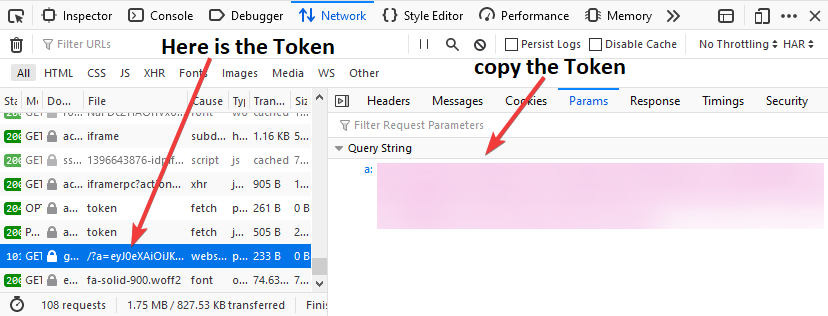 Inspector Console Debugger Network Style Editor Performance Memory
Filter URLs Persist Logs Disable Cache No Throttling HAR
Here is the Token
All HTML CSS JS XHR Fonts Images Media WS Other
copy the Token
Sta Me Do... File Cause Typ Tran... Siz
Headers Messages Cookies Params Response Timings Security
200 GET ac... iframe subd... h... 1.16 KB 5...
Filter Request Parameters
200 GET ss... 1396643876-idpif... script js cached 7...
Query String
200 GET ac... iframerpc?action... xhr j... 905 B 1...
a:
204 OPT a... token fetch p... 261 B 0 B
200 P... a... token fetch j... 505 B 2...
101 GET g... /?a=eyJ0eXAiOiJK... webs... p... 233 B 0 B
200 GET e... fa-solid-900.woff2 font o... 74.63... 7...
108 requests 1.75 MB / 827.53 KB transferred Finis